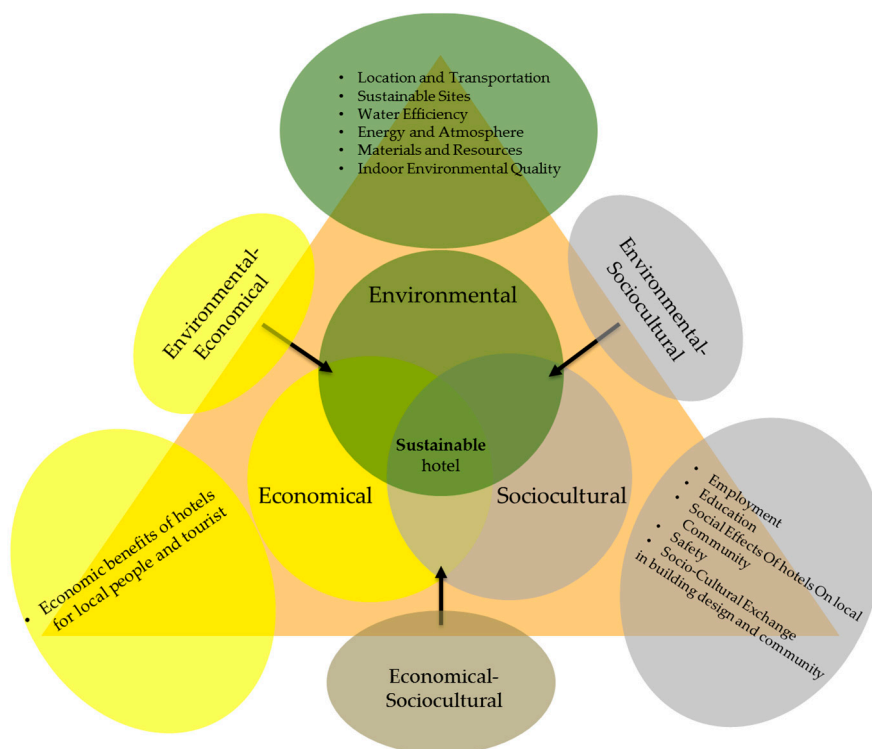 • Location and Transportation
• Sustainable Sites
• Water Efficiency
• Energy and Atmosphere
• Materials and Resources
• Indoor Environmental Quality
Environmental-
Economical
Environmental-
Sociocultural
Environmental
Sustainable
hotel
Economical
Sociocultural
• Economic benefits of hotels
for local people and tourist
• Employment
• Education
• Social Effects Of hotels On local
Community
• Safety
• Socio-Cultural Exchange
in building design and community
Economical-
Sociocultural